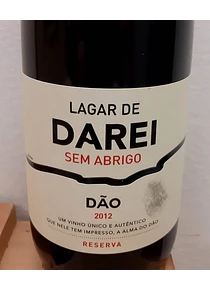 LAGAR DE
DAREI
SEM ABRIGO
DÃO
2012
UM VINHO ÚNICO E AUTÊNTICO
QUE NELE TEM IMPRESSO, A ALMA DO DÃO
RESERVA